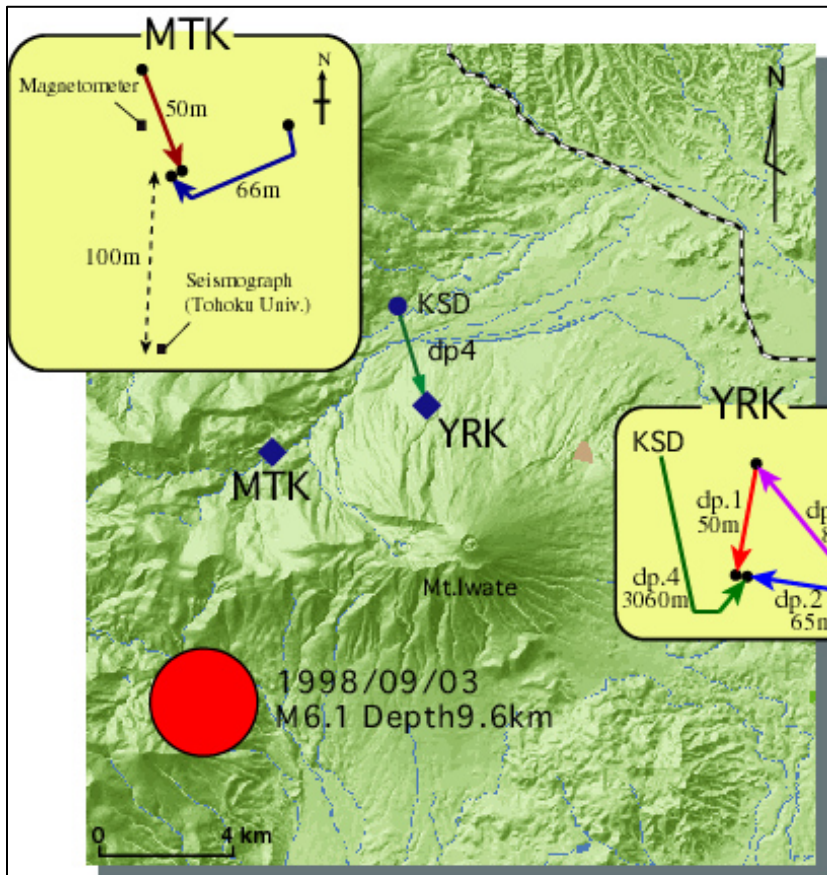 MTK
N
Magnetometer
50m
66m
100m
Seismograph
(Tohoku Univ.)
N
KSD
dp4
YRK
MTK
Mt.Iwate
YRK
KSD
dp.1
50m
dp.4
3060m
dp.2
65m
1998/09/03
M6.1 Depth9.6km
0 4 km